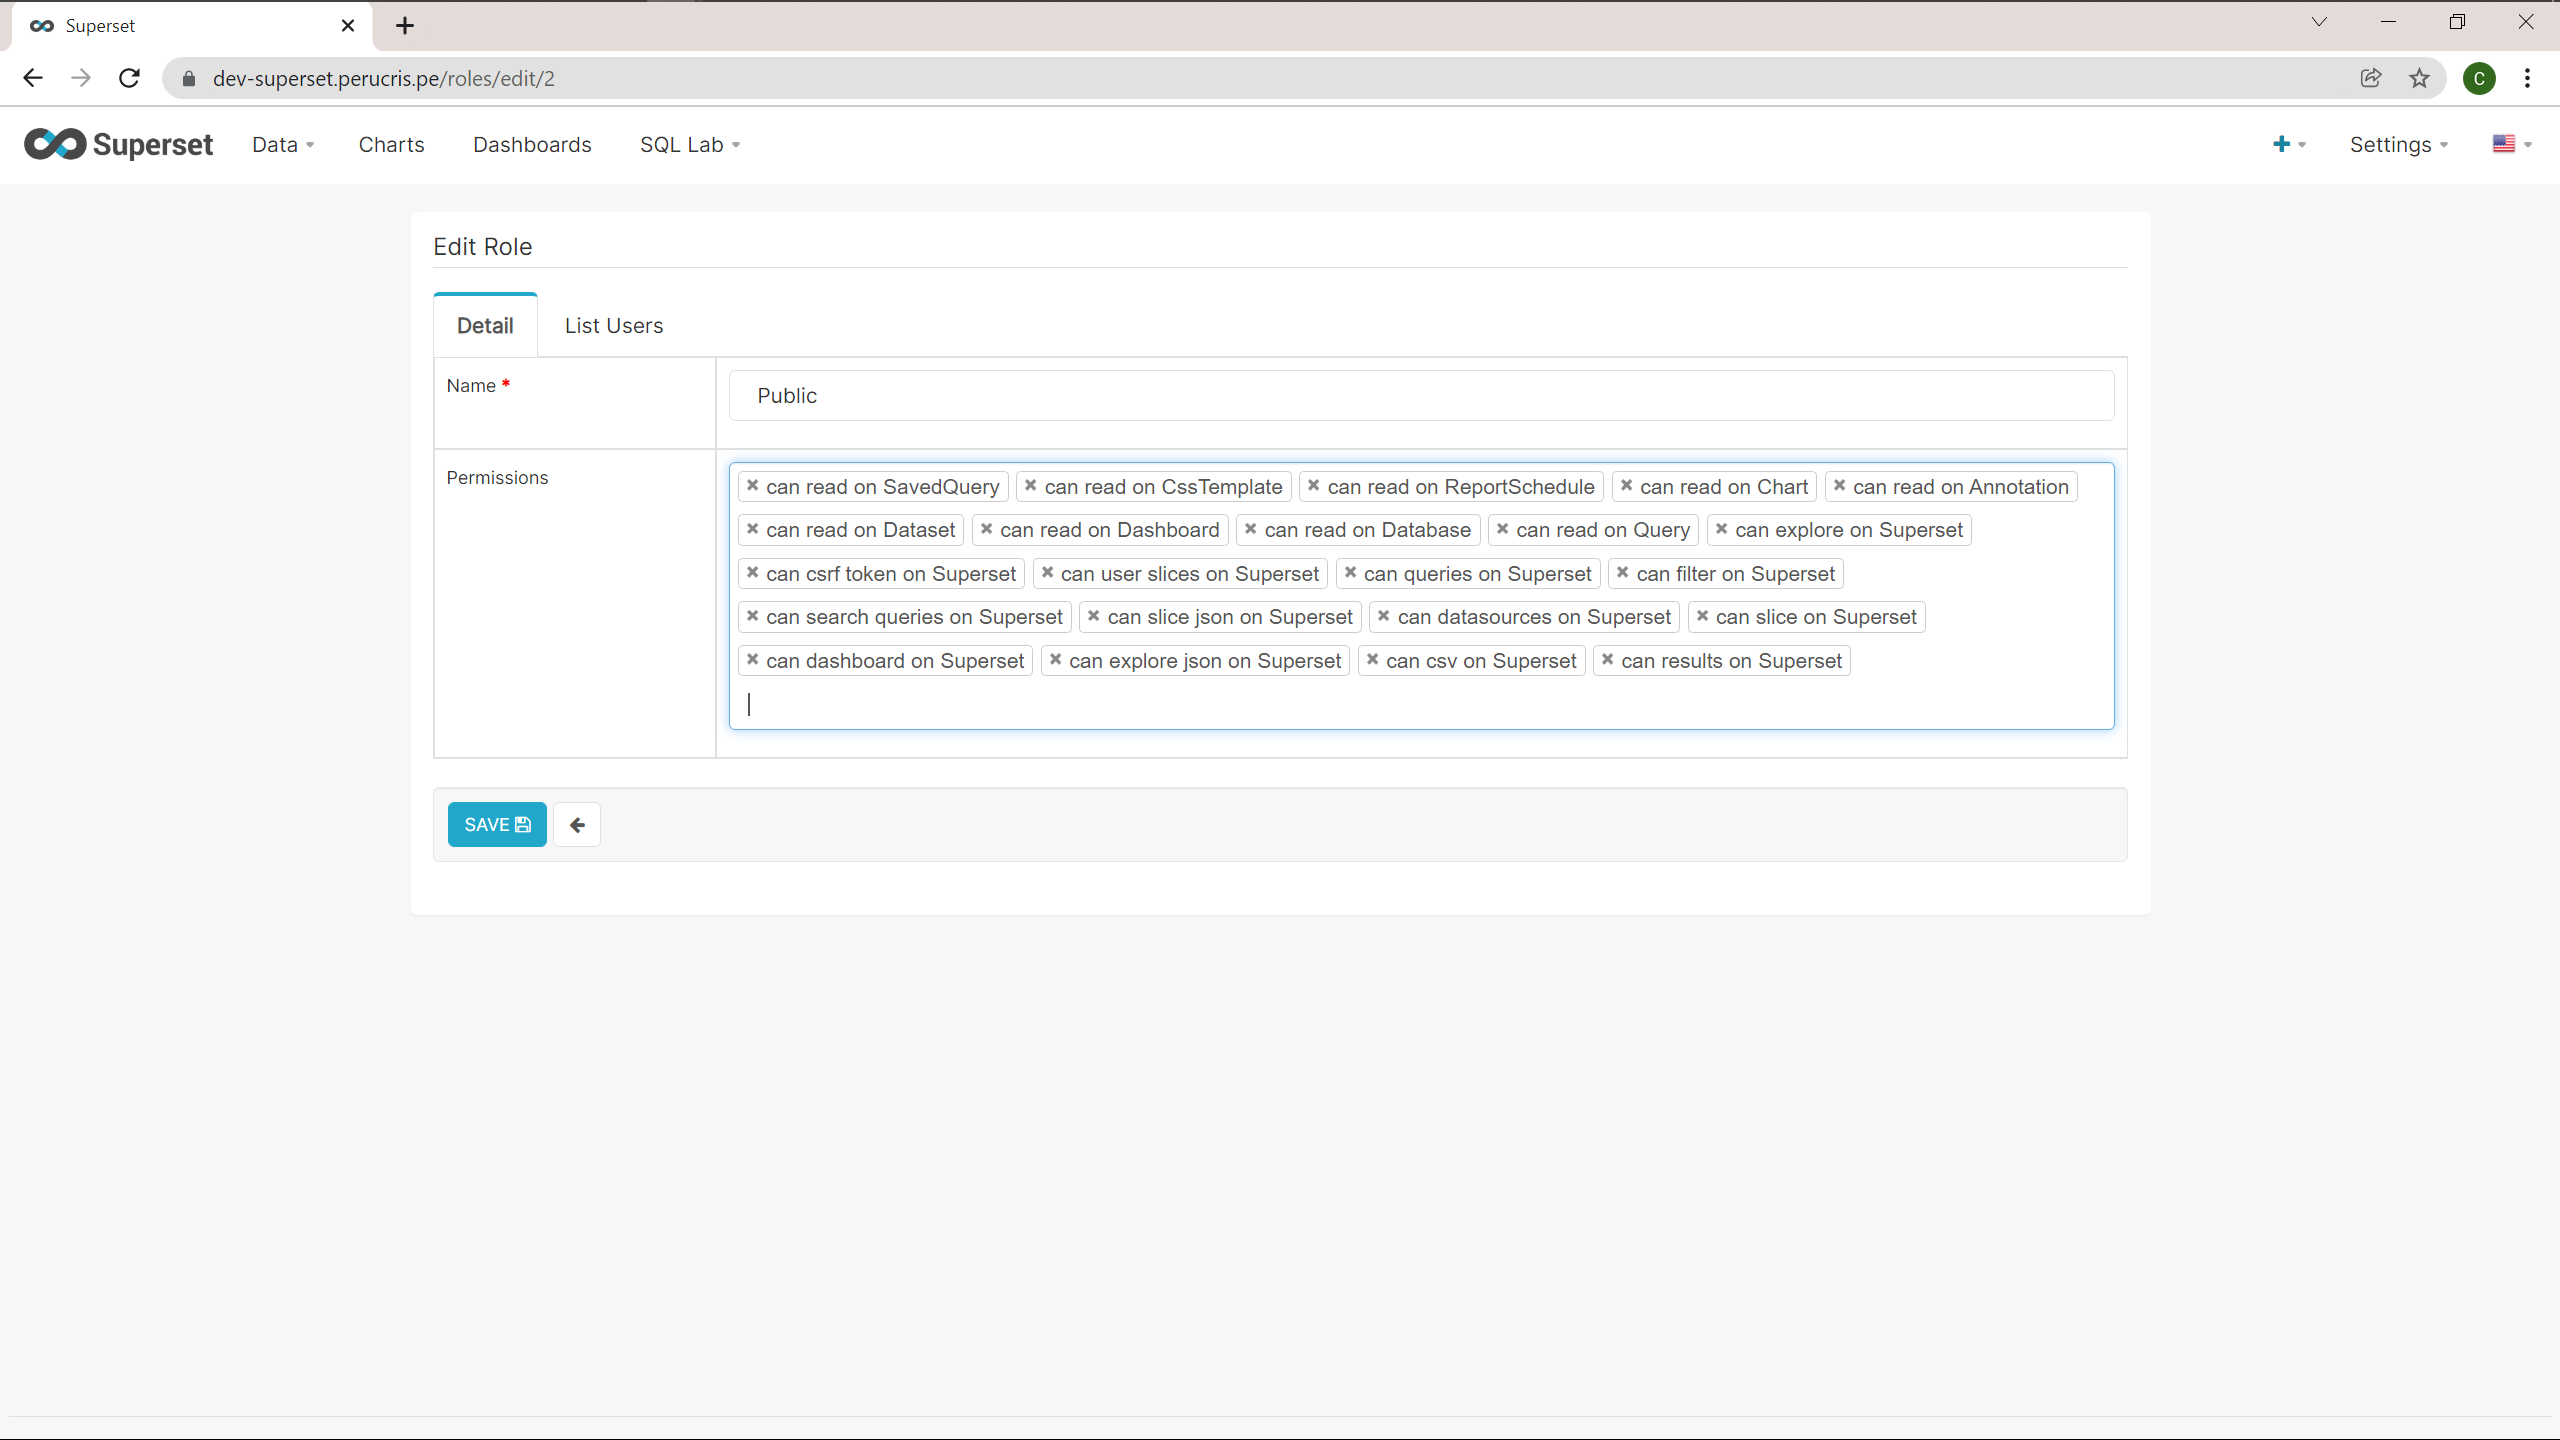 Superset
dev-superset.perucris.pe/roles/edit/2
C
Superset Data Charts Dashboards SQL Lab Settings
Edit Role
Detail List Users
Name *
Public
Permissions
can read on SavedQuery can read on CssTemplate can read on ReportSchedule can read on Chart can read on Annotation
can read on Dataset can read on Dashboard can read on Database can read on Query can explore on Superset
can csrf token on Superset can user slices on Superset can queries on Superset can filter on Superset
can search queries on Superset can slice json on Superset can datasources on Superset can slice on Superset
can dashboard on Superset can explore json on Superset can csv on Superset can results on Superset
SAVE